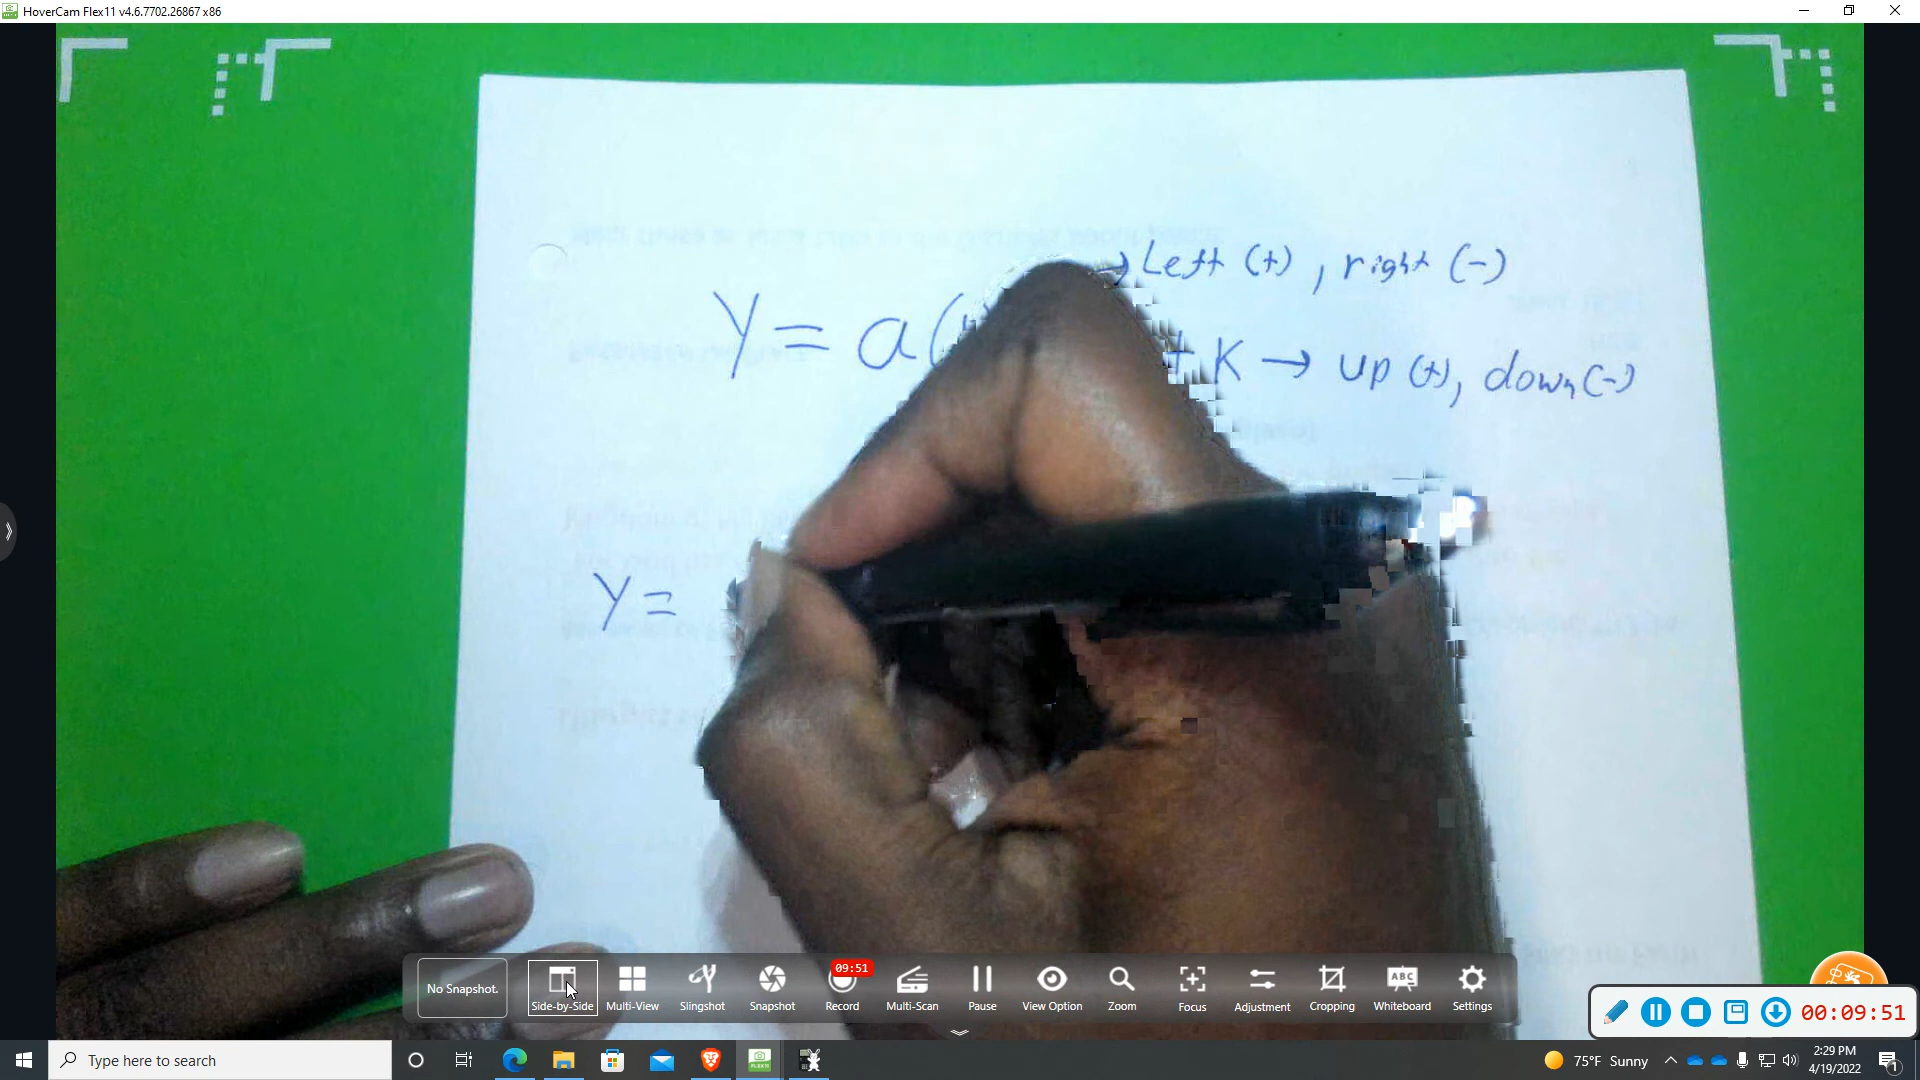 HoverCam Flex11 v4.6.7702.26867 x86
→ Left (+), right (-)
Y = a(
+ K → up (+), down (-)
Y =
No Snapshot.
Side-by-Side
Multi-View
Slingshot
Snapshot
09:51
Record
Multi-Scan
Pause
View Option
Zoom
Focus
Adjustment
Cropping
ABC
Whiteboard
Settings
00:09:51
Type here to search
FLEX11
75°F Sunny
2:29 PM
4/19/2022
1